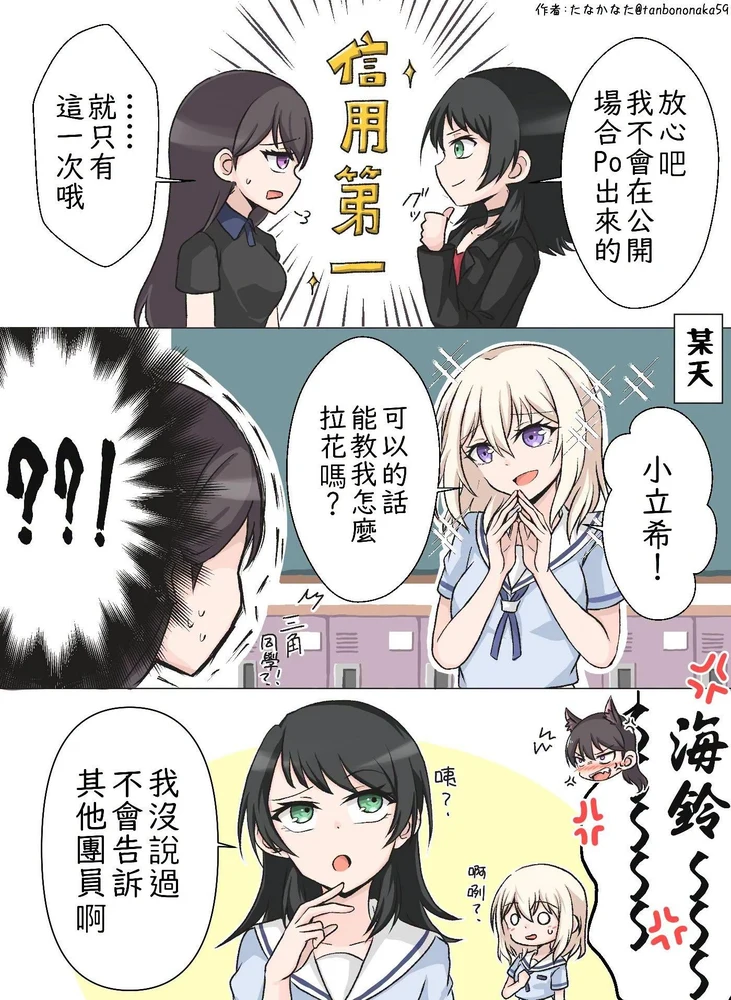 作者：たなかなた@tanbononaka59
放心吧
我不會在公開
場合Po出來的
信用第一
グッ
……
就只有
這一次哦
某天
小立希！
可以的話
能教我怎麼
拉花嗎？
??!
三角
同學？！
海鈴～～～
咦？
啊咧？
我沒說過
不會告訴
其他團員啊